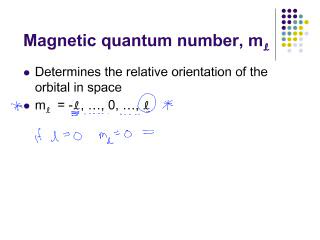 Magnetic quantum number, mℓ
Determines the relative orientation of the
orbital in space
* mℓ = -ℓ, …, 0, …, ℓ *
if l=0 mℓ=0 =